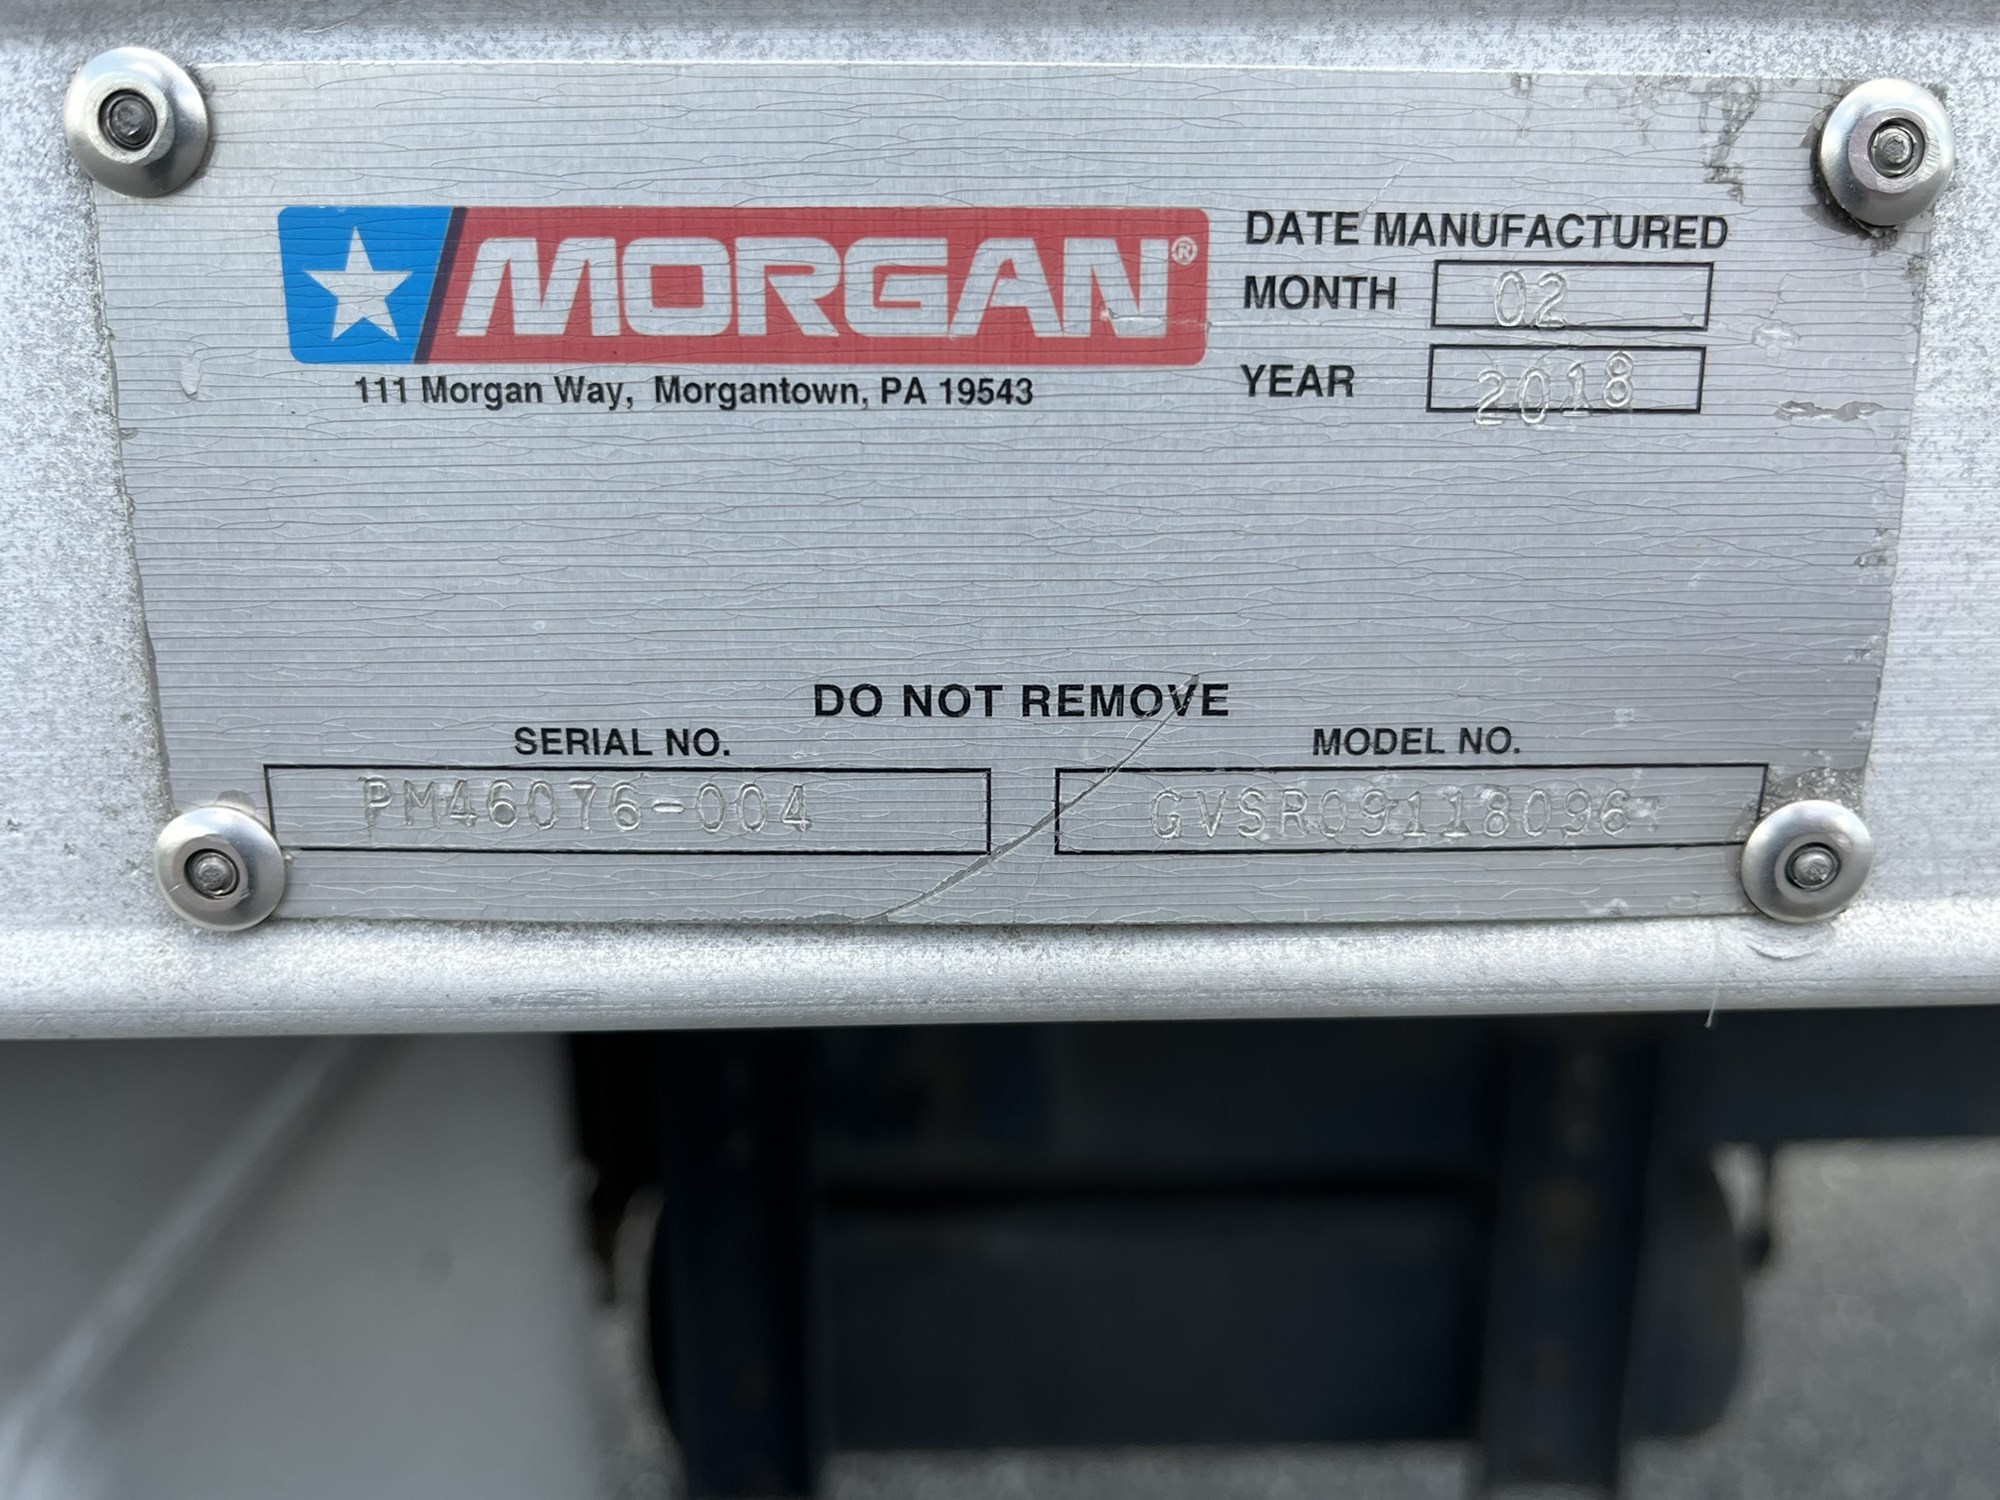 MORGAN®
111 Morgan Way, Morgantown, PA 19543
DATE MANUFACTURED
MONTH 02
YEAR 2018
DO NOT REMOVE
SERIAL NO.
PM46076-004
MODEL NO.
GVSR09118096